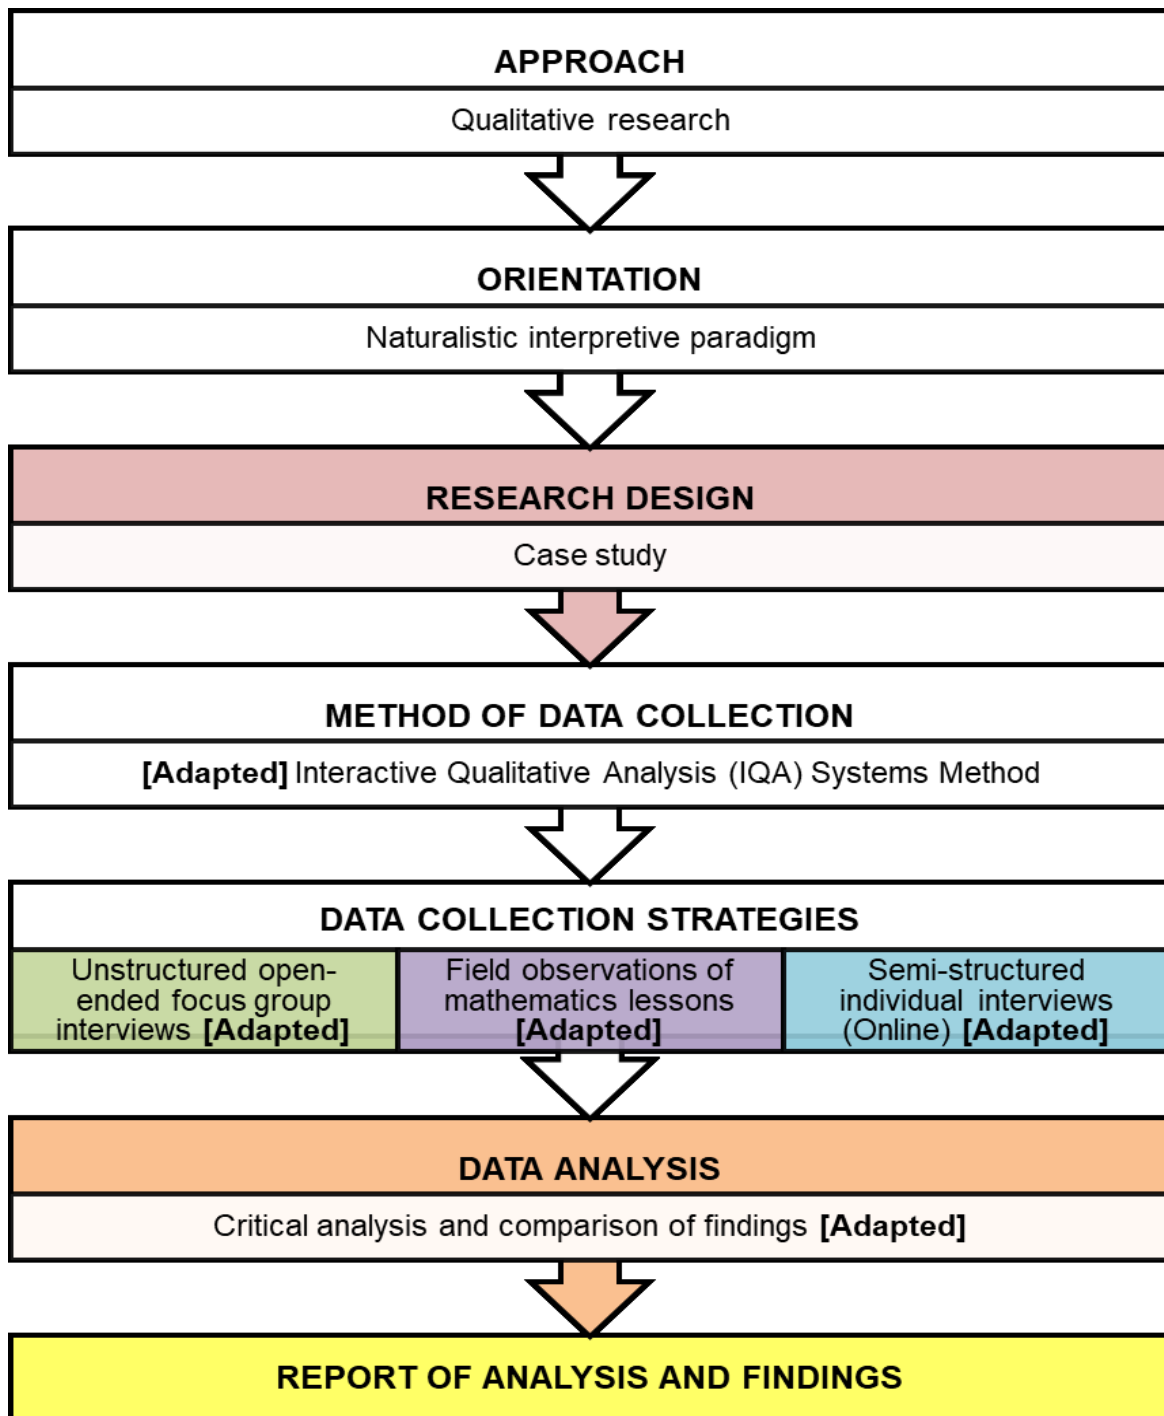 APPROACH
Qualitative research
ORIENTATION
Naturalistic interpretive paradigm
RESEARCH DESIGN
Case study
METHOD OF DATA COLLECTION
[Adapted] Interactive Qualitative Analysis (IQA) Systems Method
DATA COLLECTION STRATEGIES
Unstructured open-
ended focus group
interviews [Adapted]
Field observations of
mathematics lessons
[Adapted]
Semi-structured
individual interviews
(Online) [Adapted]
DATA ANALYSIS
Critical analysis and comparison of findings [Adapted]
REPORT OF ANALYSIS AND FINDINGS